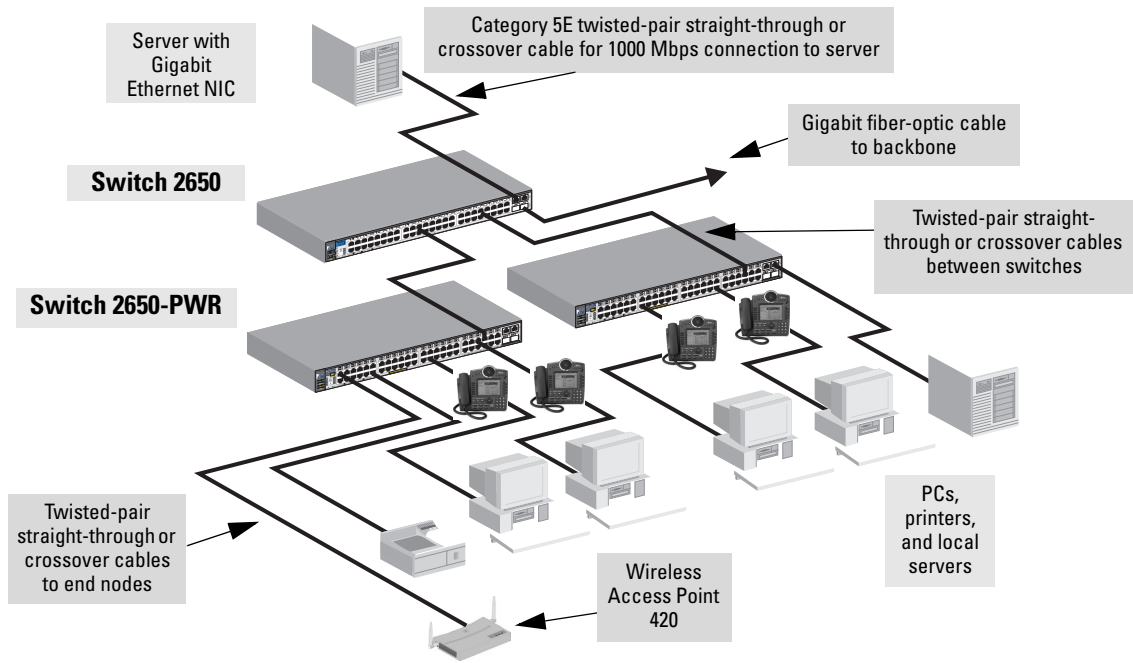 Category 5E twisted-pair straight-through or
crossover cable for 1000 Mbps connection to server
Server with
Gigabit
Ethernet NIC
Gigabit fiber-optic cable
to backbone
Switch 2650
Twisted-pair straight-
through or crossover cables
between switches
Switch 2650-PWR
Twisted-pair
straight-through or
crossover cables
to end nodes
PCs,
printers,
and local
servers
Wireless
Access Point
420